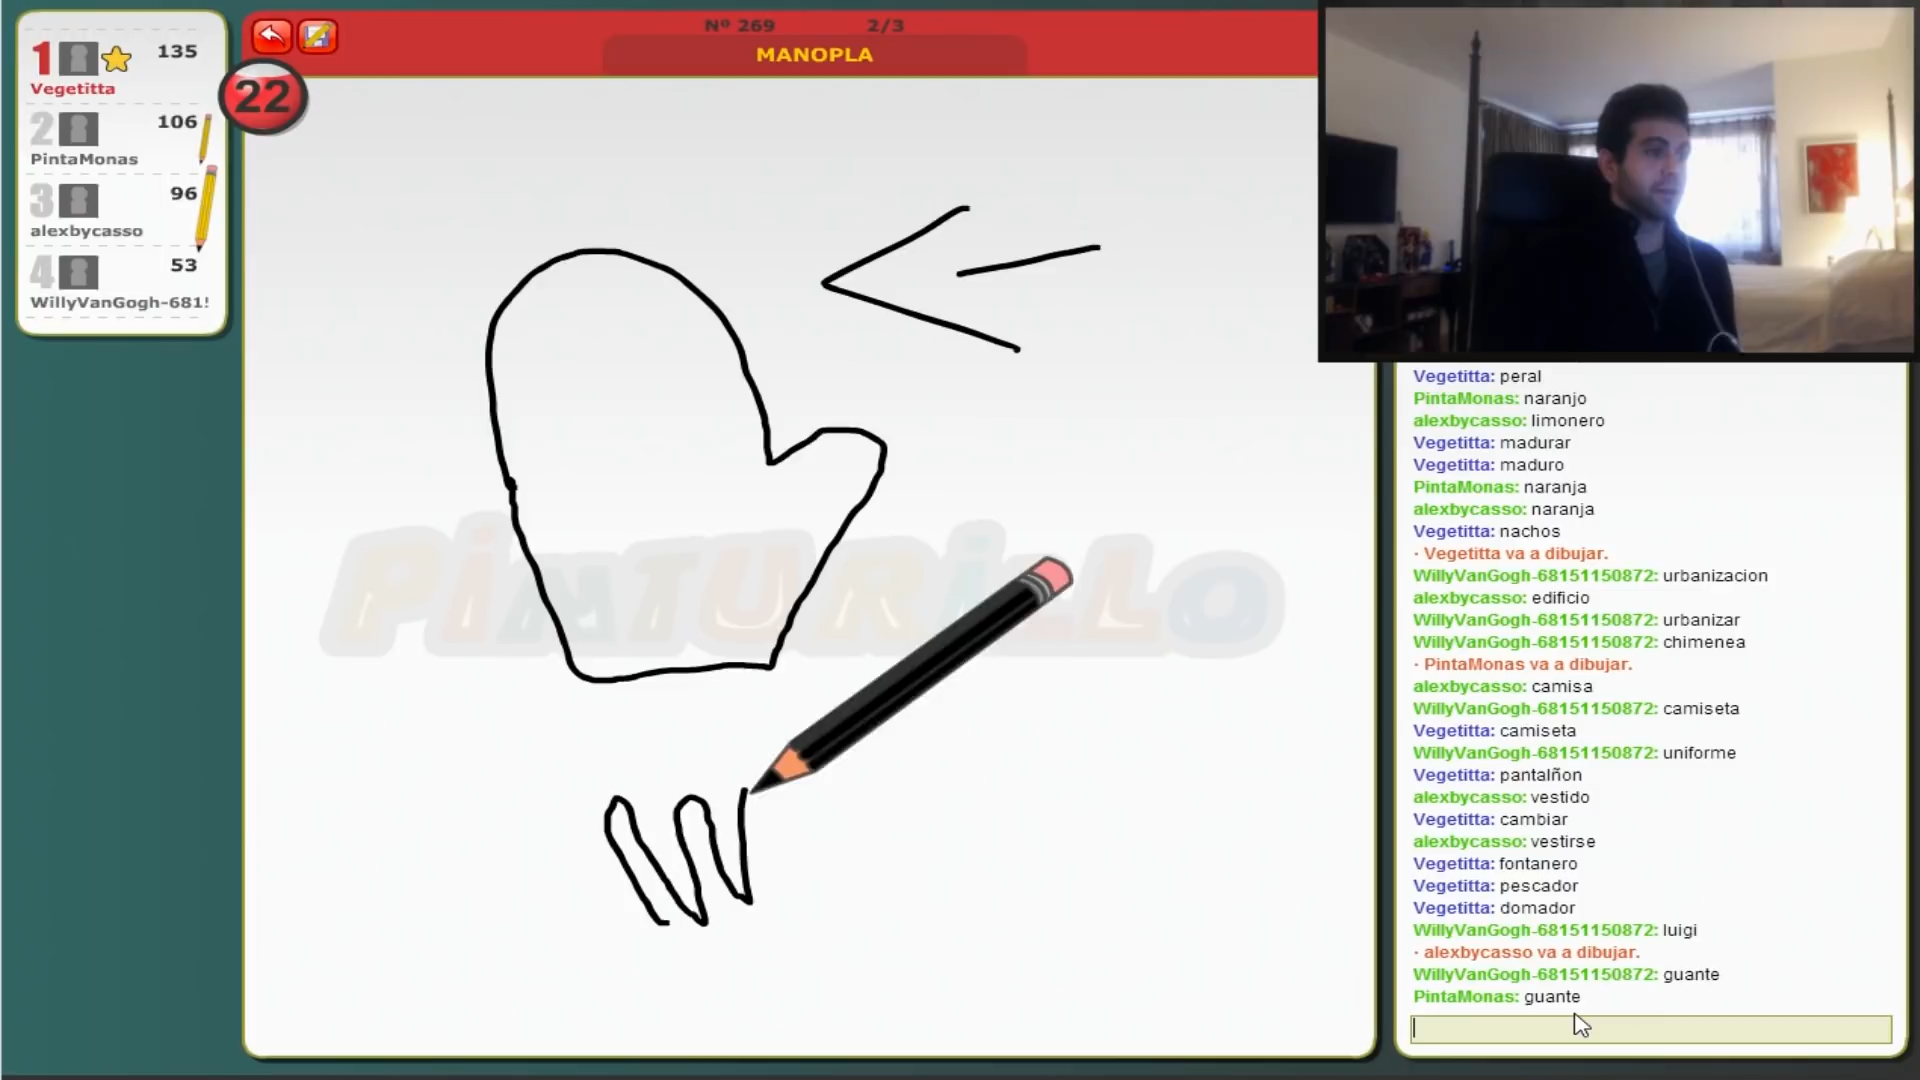 1 135
Vegetitta
2 106
PintaMonas
3 96
alexbycasso
4 53
WillyVanGogh-681!
22
Nº 269 2/3
MANOPLA
PINTURILLO
Vegetitta: peral
PintaMonas: naranjo
alexbycasso: limonero
Vegetitta: madurar
Vegetitta: maduro
PintaMonas: naranja
alexbycasso: naranja
Vegetitta: nachos
· Vegetitta va a dibujar.
WillyVanGogh-68151150872: urbanizacion
alexbycasso: edificio
WillyVanGogh-68151150872: urbanizar
WillyVanGogh-68151150872: chimenea
· PintaMonas va a dibujar.
alexbycasso: camisa
WillyVanGogh-68151150872: camiseta
Vegetitta: camiseta
WillyVanGogh-68151150872: uniforme
Vegetitta: pantalñon
alexbycasso: vestido
Vegetitta: cambiar
alexbycasso: vestirse
Vegetitta: fontanero
Vegetitta: pescador
Vegetitta: domador
WillyVanGogh-68151150872: luigi
· alexbycasso va a dibujar.
WillyVanGogh-68151150872: guante
PintaMonas: guante